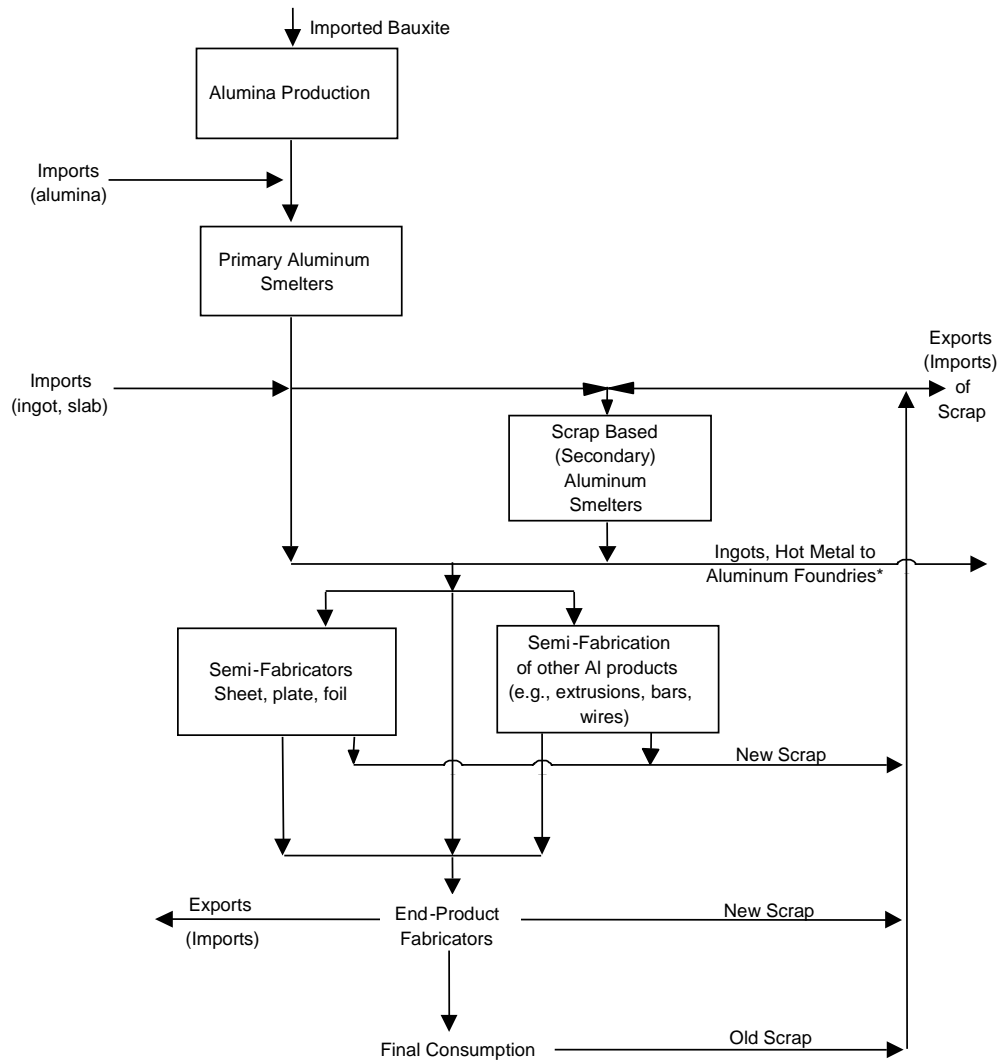 Imported Bauxite
Alumina Production
Imports
(alumina)
Primary Aluminum
Smelters
Exports
(Imports)
of
Scrap
Imports
(ingot, slab)
Scrap Based
(Secondary)
Aluminum
Smelters
Ingots, Hot Metal to
Aluminum Foundries*
Semi-Fabricators
Sheet, plate, foil
Semi-Fabrication
of other Al products
(e.g., extrusions, bars,
wires)
New Scrap
Exports
(Imports)
End-Product
Fabricators
New Scrap
Final Consumption
Old Scrap